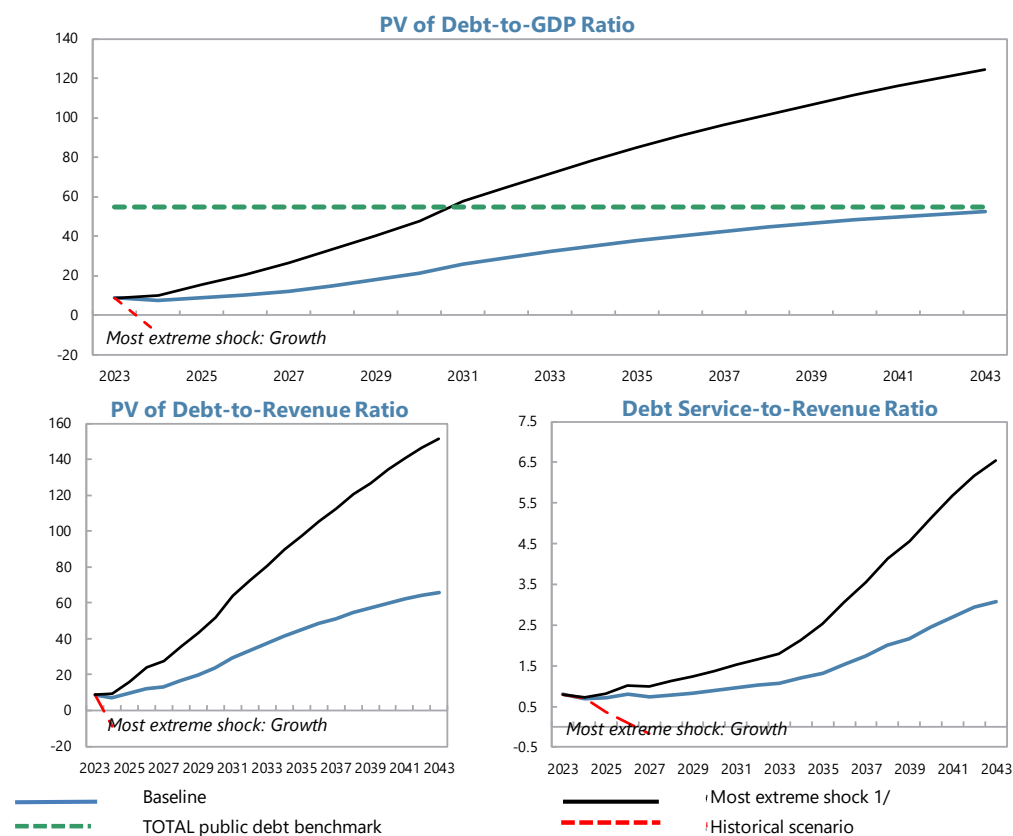 PV of Debt-to-GDP Ratio
140
120
100
80
60
40
20
0
-20
Most extreme shock: Growth
2023 2025 2027 2029 2031 2033 2035 2037 2039 2041 2043
PV of Debt-to-Revenue Ratio
160
140
120
100
80
60
40
20
0
-20
Most extreme shock: Growth
2023 2025 2027 2029 2031 2033 2035 2037 2039 2041 2043
Debt Service-to-Revenue Ratio
7.5
6.5
5.5
4.5
3.5
2.5
1.5
0.5
-0.5
Most extreme shock: Growth
2023 2025 2027 2029 2031 2033 2035 2037 2039 2041 2043
Baseline
Most extreme shock 1/
TOTAL public debt benchmark
Historical scenario